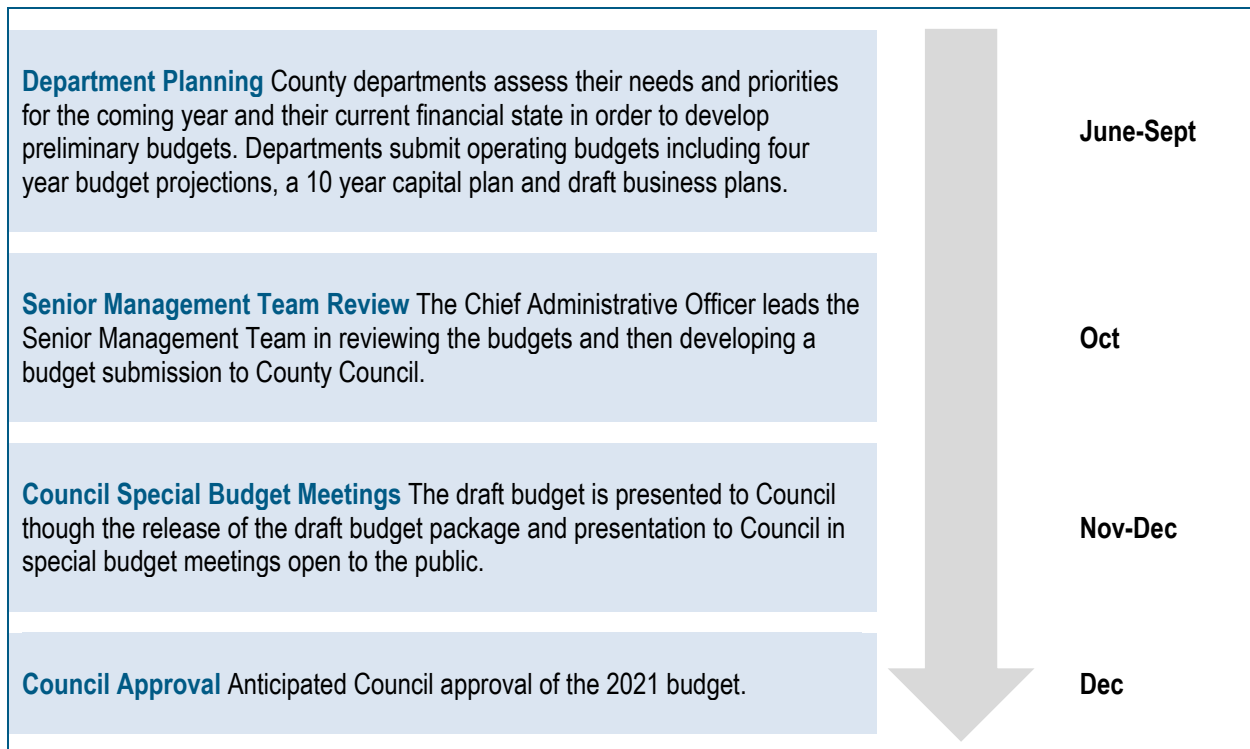 Department Planning County departments assess their needs and priorities
for the coming year and their current financial state in order to develop
preliminary budgets. Departments submit operating budgets including four
year budget projections, a 10 year capital plan and draft business plans.
June-Sept
Senior Management Team Review The Chief Administrative Officer leads the
Senior Management Team in reviewing the budgets and then developing a
budget submission to County Council.
Oct
Council Special Budget Meetings The draft budget is presented to Council
though the release of the draft budget package and presentation to Council in
special budget meetings open to the public.
Nov-Dec
Council Approval Anticipated Council approval of the 2021 budget.
Dec